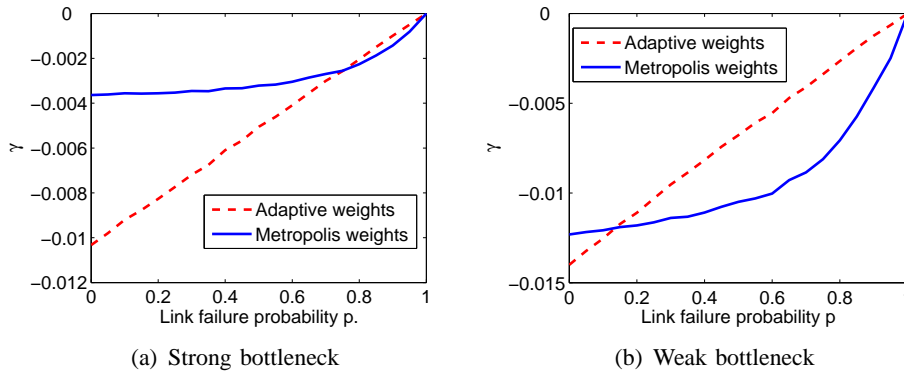 0
−0.002
−0.004
−0.006
−0.008
−0.01
−0.012
γ
Adaptive weights
Metropolis weights
0 0.2 0.4 0.6 0.8 1
Link failure probability p.
(a) Strong bottleneck
0
−0.005
−0.01
−0.015
γ
Adaptive weights
Metropolis weights
0 0.2 0.4 0.6 0.8
Link failure probability p
(b) Weak bottleneck